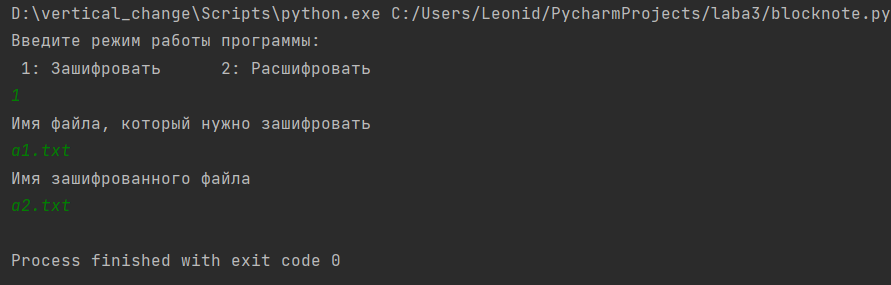 D:\vertical_change\Scripts\python.exe C:/Users/Leonid/PycharmProjects/laba3/blocknote.py
Введите режим работы программы:
1: Зашифровать      2: Расшифровать
1
Имя файла, который нужно зашифровать
a1.txt
Имя зашифрованного файла
a2.txt
Process finished with exit code 0